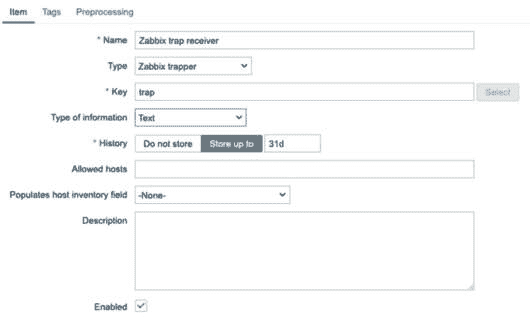 Item Tags Preprocessing
* Name Zabbix trap receiver
Type Zabbix trapper
* Key trap Select
Type of information Text
* History Do not store Store up to 31d
Allowed hosts
Populates host inventory field -None-
Description
Enabled